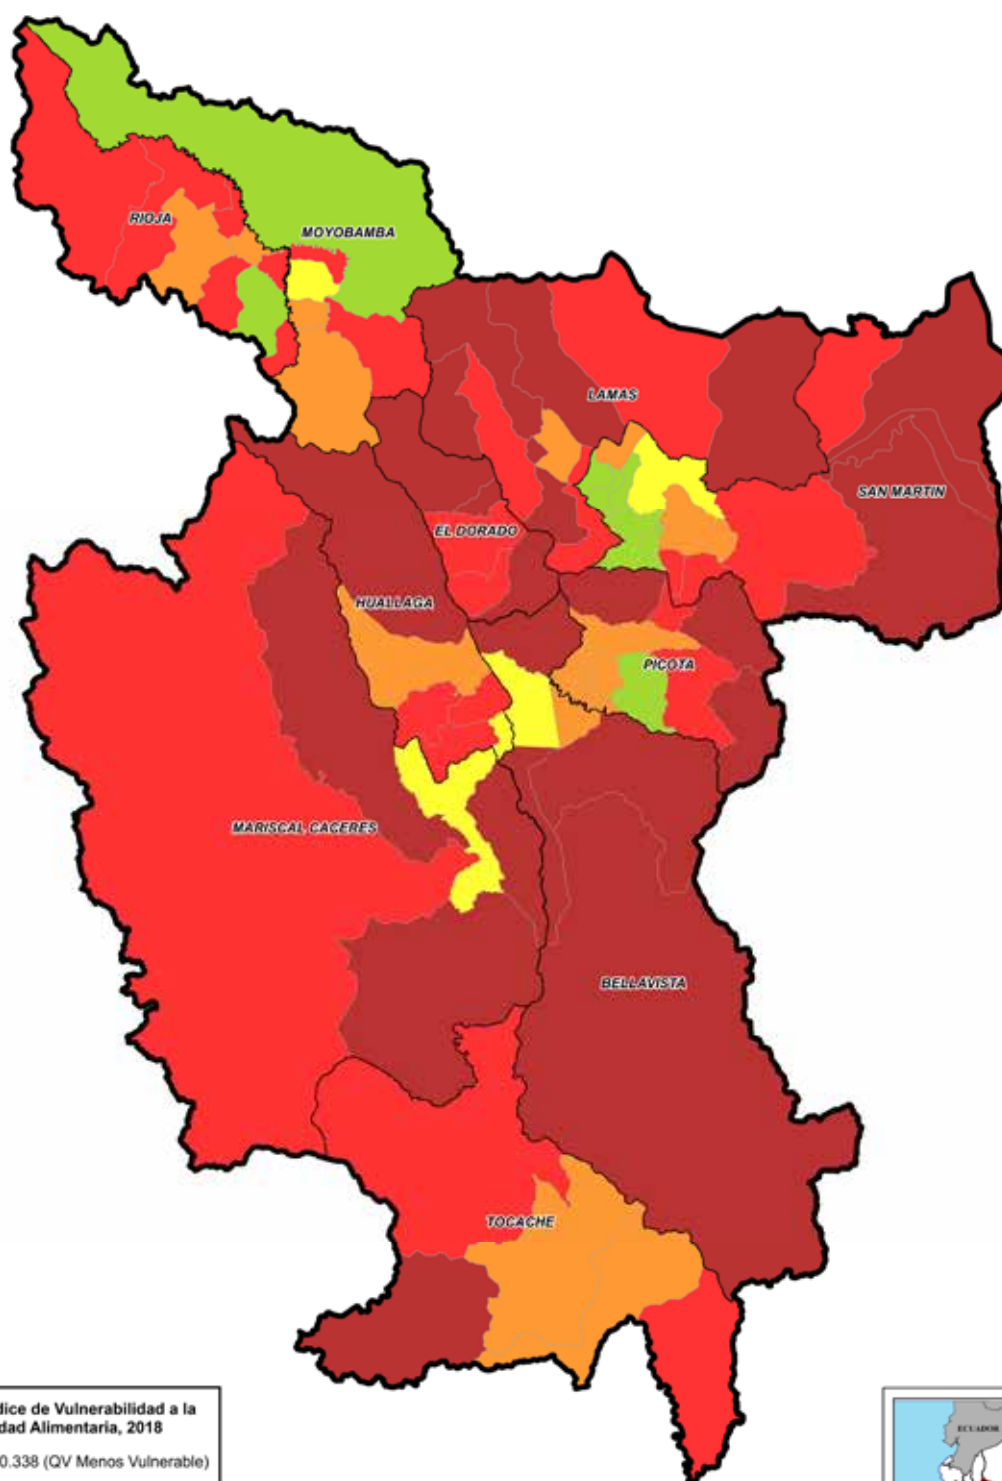 RIOJA
MOYOBAMBA
LAMAS
SAN MARTIN
EL DORADO
HUALLAGA
PICOTA
MARISCAL CACERES
BELLAVISTA
TOCACHE
dice de Vulnerabilidad a la
dad Alimentaria, 2018
0.338 (QV Menos Vulnerable)
ECUADOR